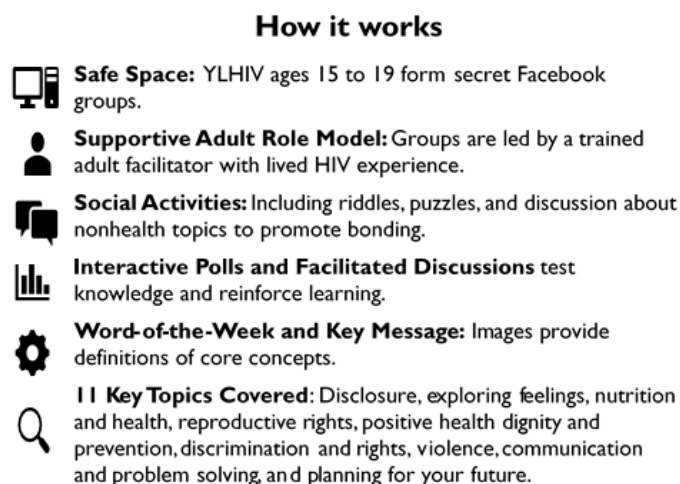 How it works
Safe Space: YLHIV ages 15 to 19 form secret Facebook
groups.
Supportive Adult Role Model: Groups are led by a trained
adult facilitator with lived HIV experience.
Social Activities: Including riddles, puzzles, and discussion about
nonhealth topics to promote bonding.
Interactive Polls and Facilitated Discussions test
knowledge and reinforce learning.
Word-of-the-Week and Key Message: Images provide
definitions of core concepts.
11 Key Topics Covered: Disclosure, exploring feelings, nutrition
and health, reproductive rights, positive health dignity and
prevention, discrimination and rights, violence, communication
and problem solving, and planning for your future.